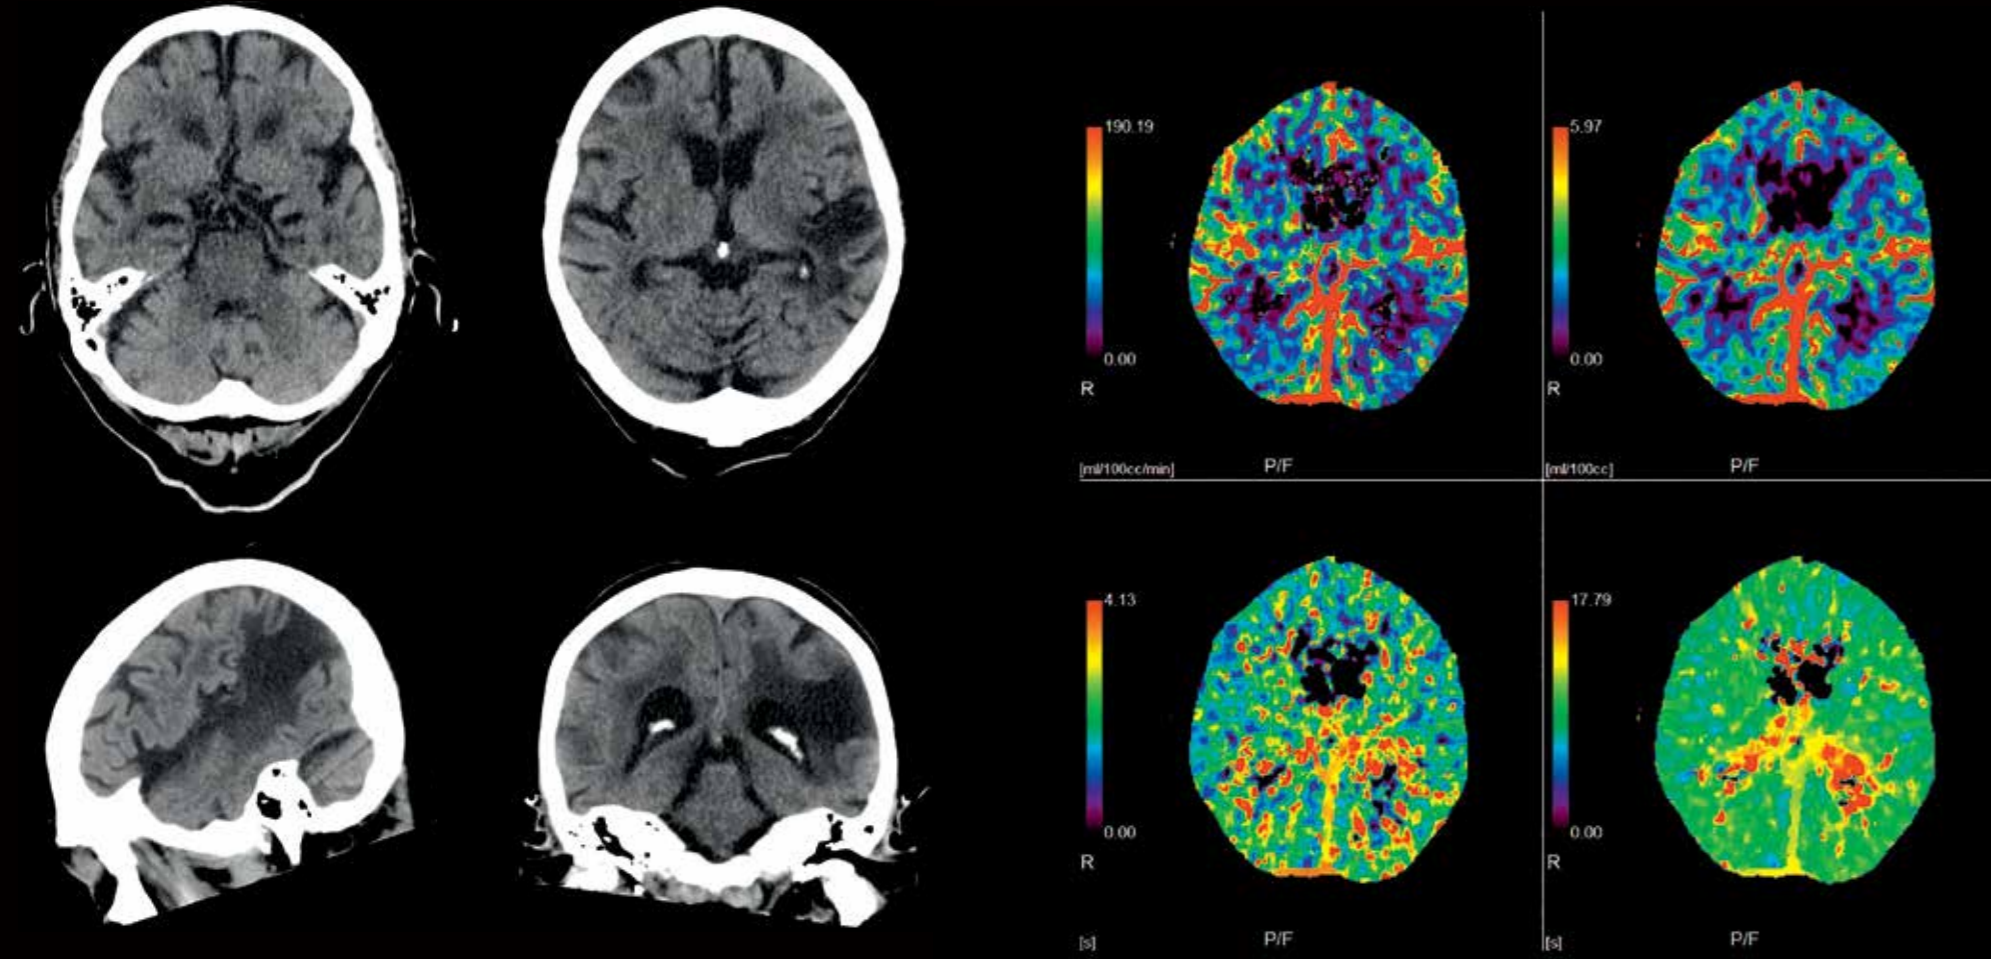 190.19
0.00
R
[ml/100cc/min]
P/F
5.97
0.00
R
[ml/100cc]
P/F
4.13
0.00
R
[s]
P/F
17.79
0.00
R
[s]
P/F